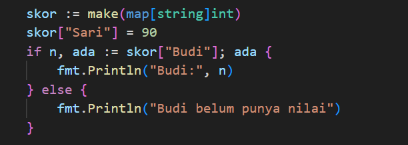 skor := make(map[string]int)
skor["Sari"] = 90
if n, ada := skor["Budi"]; ada {
    fmt.Println("Budi:", n)
} else {
    fmt.Println("Budi belum punya nilai")
}